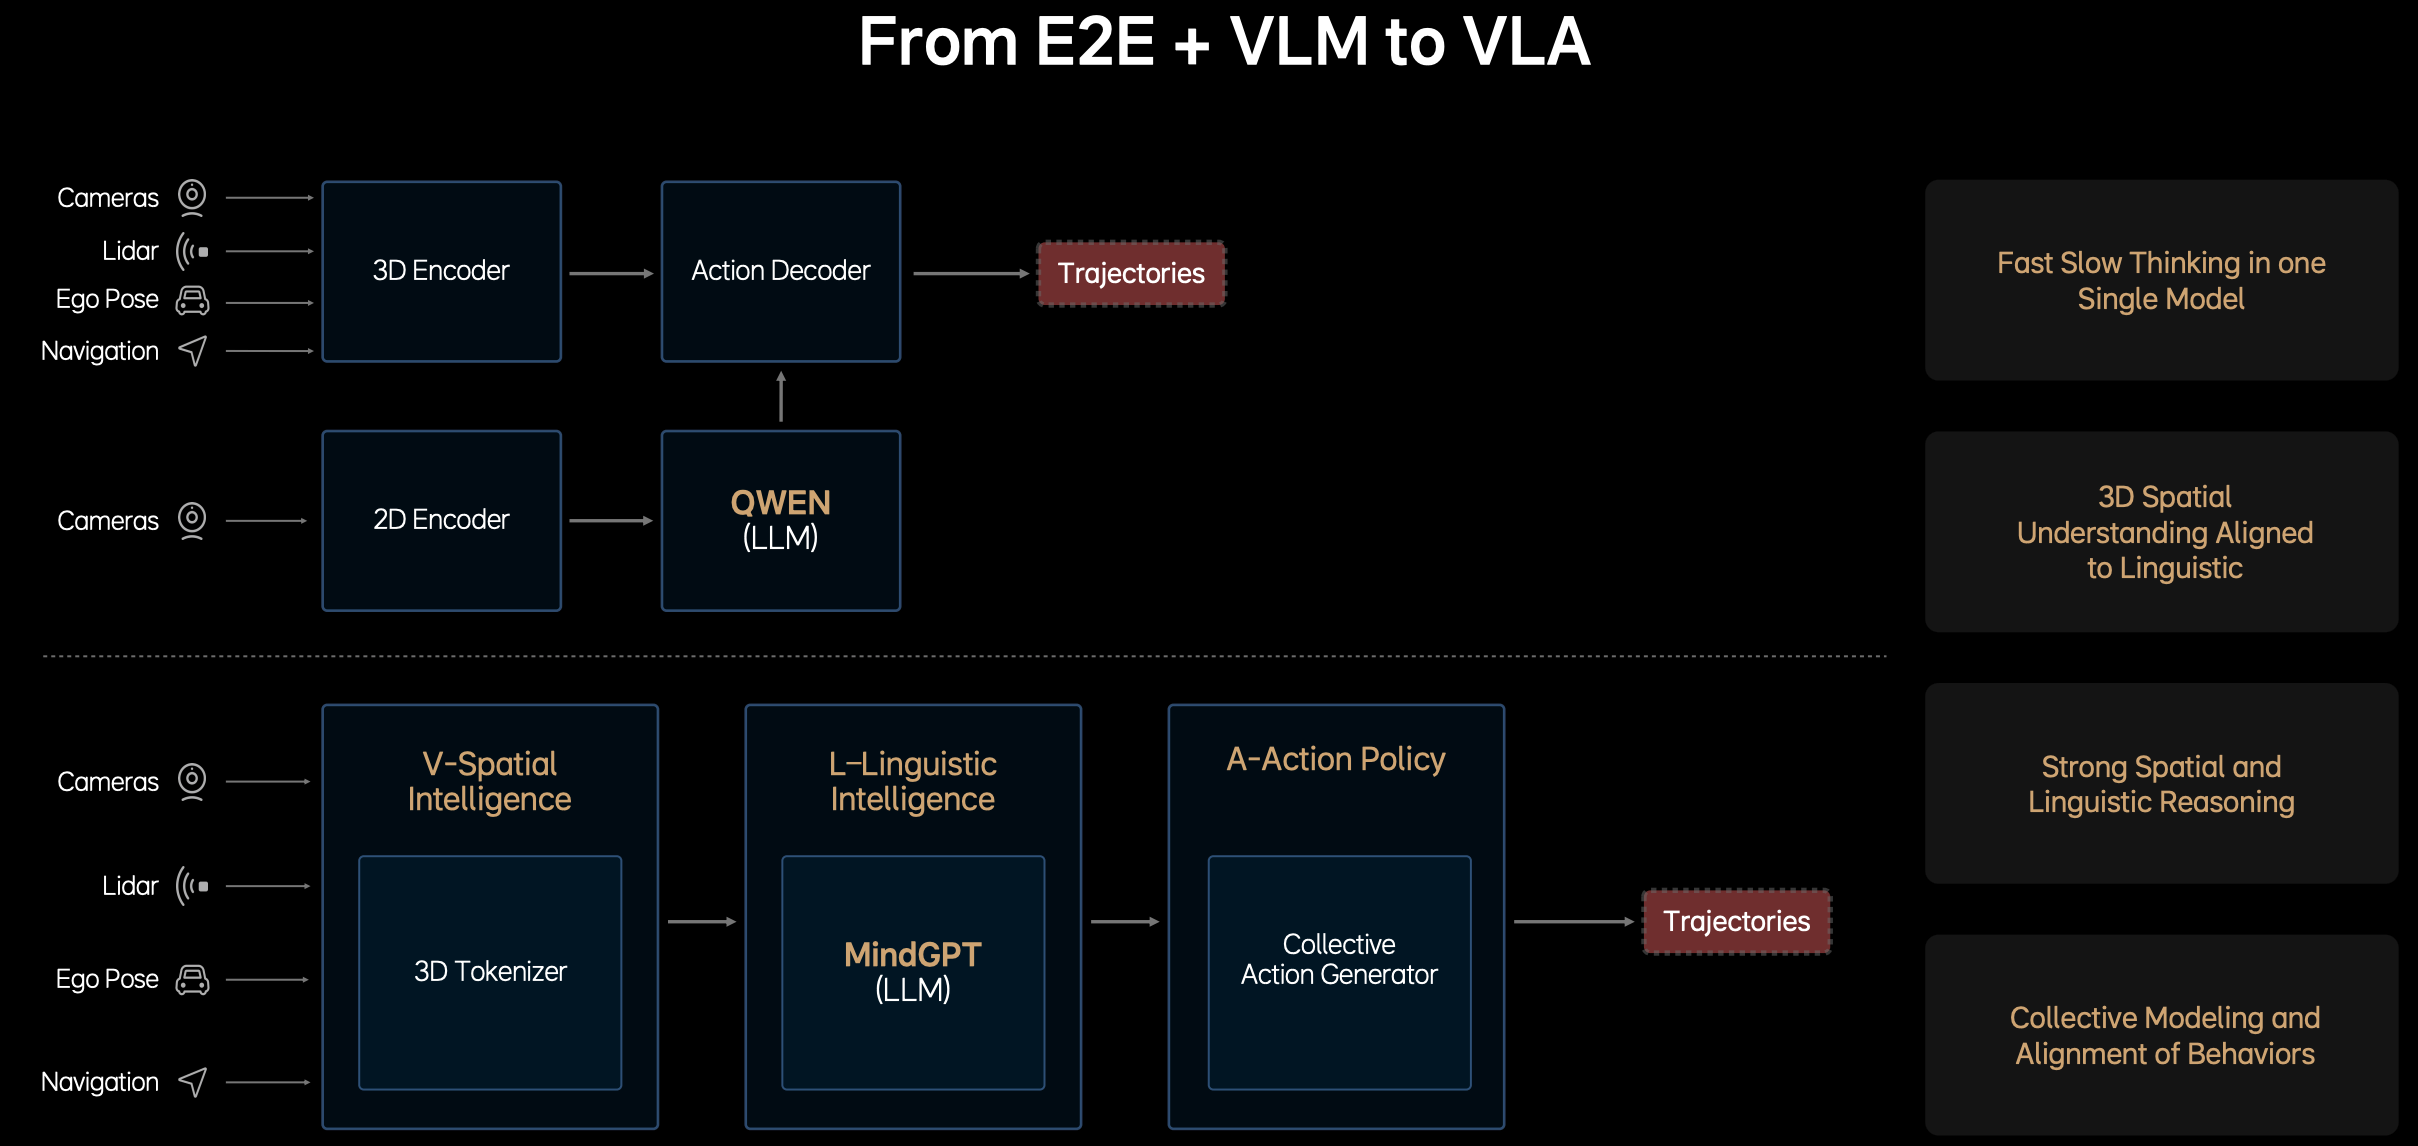 From E2E + VLM to VLA
Cameras
Lidar
Ego Pose
Navigation
3D Encoder
Action Decoder
Trajectories
Cameras
2D Encoder
QWEN
(LLM)
Cameras
Lidar
Ego Pose
Navigation
V-Spatial
Intelligence
3D Tokenizer
L-Linguistic
Intelligence
MindGPT
(LLM)
A-Action Policy
Collective
Action Generator
Trajectories
Fast Slow Thinking in one
Single Model
3D Spatial
Understanding Aligned
to Linguistic
Strong Spatial and
Linguistic Reasoning
Collective Modeling and
Alignment of Behaviors